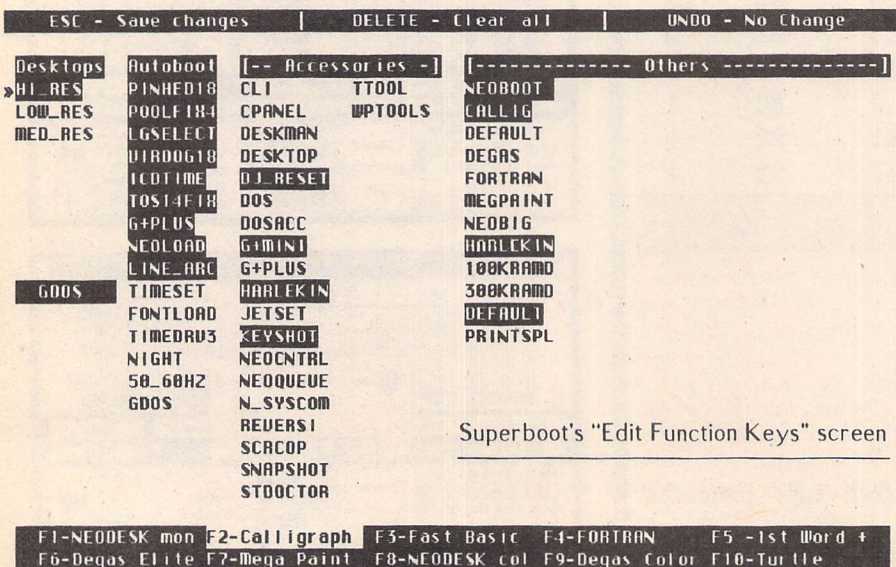 ESC - Save changes | DELETE - Clear all | UNDO - No Change
Desktops Autoboot [-- Accessories -] [-------------- Others ---------------]
»HI_RES PINHED18 CLI TTOOL NEOBOOT
LOW_RES POOLFIX4 CPANEL WPTOOLS CALLIG
MED_RES LGSELECT DESKMAN DEFAULT
VIRDOG18 DESKTOP DEGAS
ICDTIME DJ_RESET FORTRAN
TOS14FIX DOS MEGPAINT
G+PLUS DOSACC NEOBIG
NEOLOAD G+MINI HARLEKIN
LINE_ARC G+PLUS 100KRAMD
GDOS TIMESET HARLEKIN 300KRAMD
FONTLOAD JETSET DEFAULT
TIMEDRV3 KEYSHOT PRINTSPL
NIGHT NEOCNTRL
50_60HZ NEOQUEUE
GDOS N_SYSCOM
REVERSI
SCRCOP
SNAPSHOT
STDOCTOR
Superboot's "Edit Function Keys" screen
F1-NEODESK mon F2-Calligraph F3-Fast Basic F4-FORTRAN F5 -1st Word +
F6-Degas Elite F7-Mega Paint F8-NEODESK col F9-Degas Color F10-Turtle